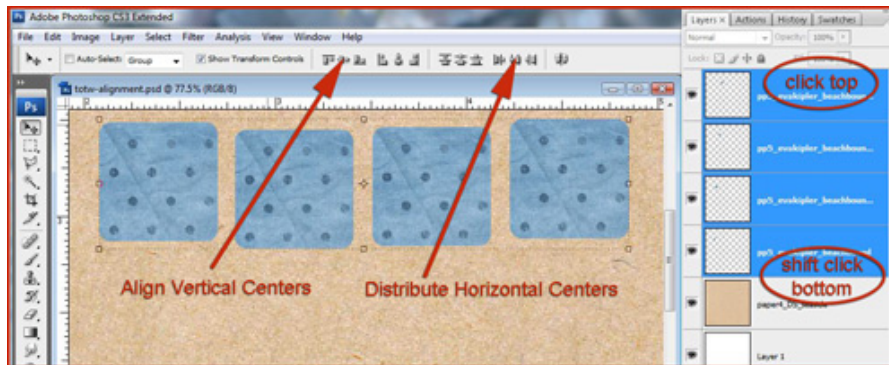 Adobe Photoshop CS3 Extended
File Edit Image Layer Select Filter Analysis View Window Help
Auto-Select: Group Show Transform Controls
totw-alignment.psd @ 77.5% (RGB/8)
Ps
Align Vertical Centers
Distribute Horizontal Centers
Layers × Actions History Swatches
Normal Opacity: 100%
Lock:
click top
shift click
bottom
Layer 1